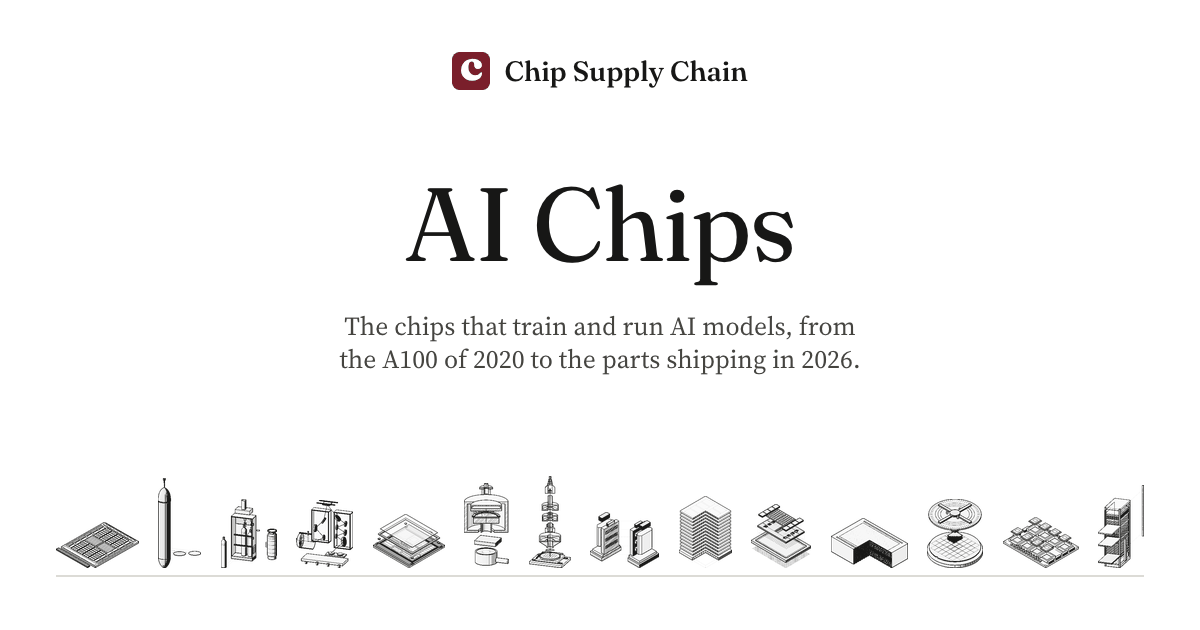 C Chip Supply Chain
AI Chips
The chips that train and run AI models, from
the A100 of 2020 to the parts shipping in 2026.